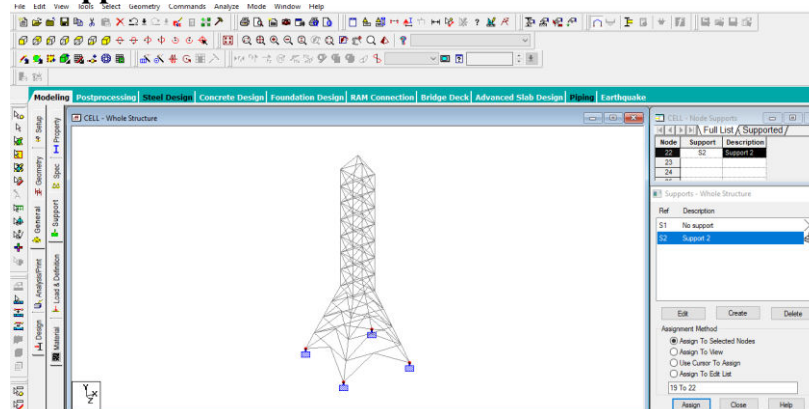 File Edit View Tools Select Geometry Commands Analyze Mode Window Help
Modeling Postprocessing Steel Design Concrete Design Foundation Design RAM Connection Bridge Deck Advanced Slab Design Piping Earthquake
Setup
Geometry
General
Analysis/Print
Design
Property
Spec
Support
Load & Definition
Material
CELL - Whole Structure
Y
X
Z
CELL - Node Supports
Full List Supported
Node Support Description
22 S2 Support 2
23
24
Supports - Whole Structure
Ref Description
S1 No support
S2 Support 2
Edit Create Delete
Assignment Method
Assign To Selected Nodes
Assign To View
Use Cursor To Assign
Assign To Edit List
19 To 22
Assign Close Help